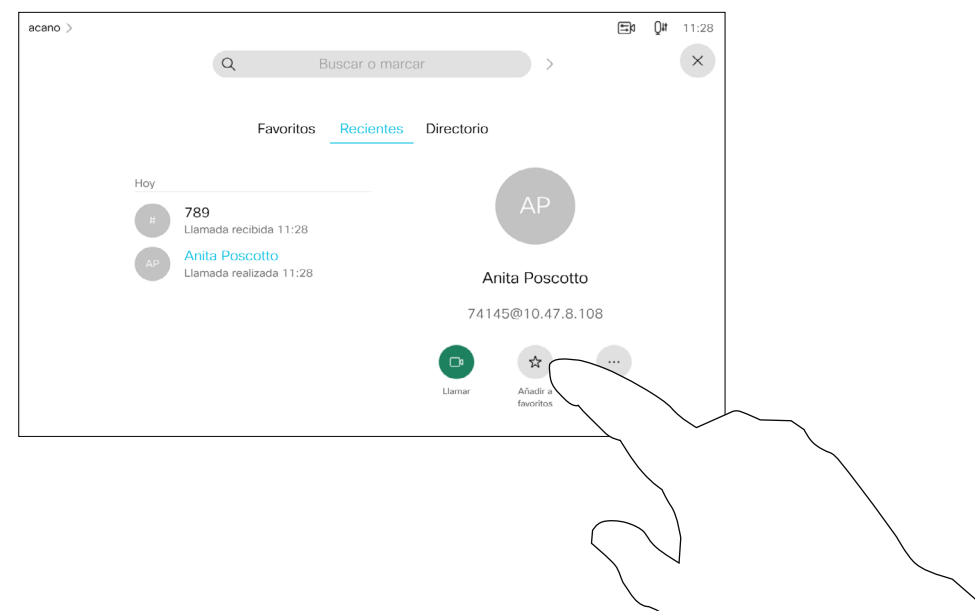 acano >
11:28
Buscar o marcar
Favoritos Recientes Directorio
Hoy
#
789
Llamada recibida 11:28
AP
Anita Poscotto
Llamada realizada 11:28
AP
Anita Poscotto
74145@10.47.8.108
Llamar
Añadir a
favoritos